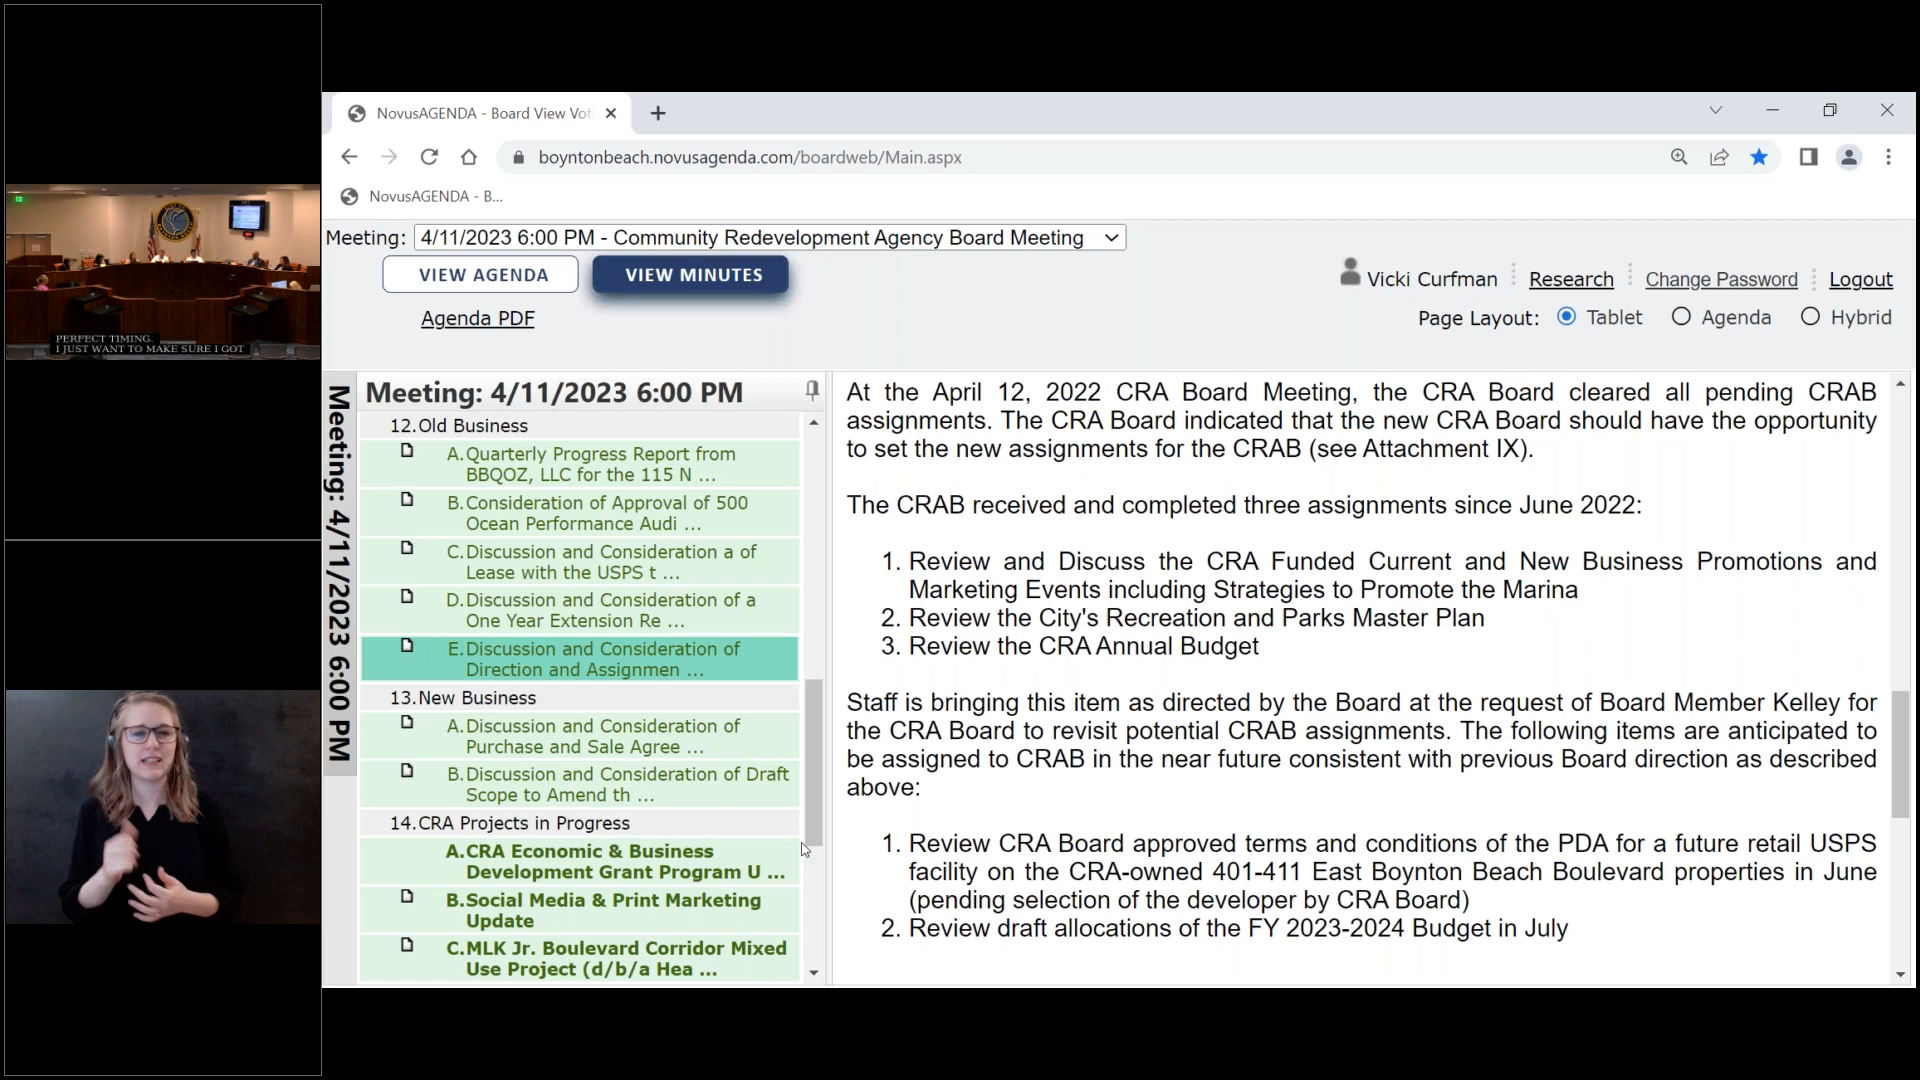 PERFECT TIMING.
I JUST WANT TO MAKE SURE I GOT
NovusAGENDA - Board View Voti
boyntonbeach.novusagenda.com/boardweb/Main.aspx
NovusAGENDA - B...
Meeting: 4/11/2023 6:00 PM - Community Redevelopment Agency Board Meeting
VIEW AGENDA VIEW MINUTES
Agenda PDF
Vicki Curfman Research Change Password Logout
Page Layout: Tablet Agenda Hybrid
Meeting: 4/11/2023 6:00 PM
Meeting: 4/11/2023 6:00 PM
12.Old Business
A.Quarterly Progress Report from
BBQOZ, LLC for the 115 N ...
B.Consideration of Approval of 500
Ocean Performance Audi ...
C.Discussion and Consideration a of
Lease with the USPS t ...
D.Discussion and Consideration of a
One Year Extension Re ...
E.Discussion and Consideration of
Direction and Assignmen ...
13.New Business
A.Discussion and Consideration of
Purchase and Sale Agree ...
B.Discussion and Consideration of Draft
Scope to Amend th ...
14.CRA Projects in Progress
A.CRA Economic & Business
Development Grant Program U ...
B.Social Media & Print Marketing
Update
C.MLK Jr. Boulevard Corridor Mixed
Use Project (d/b/a Hea ...
At the April 12, 2022 CRA Board Meeting, the CRA Board cleared all pending CRAB
assignments. The CRA Board indicated that the new CRA Board should have the opportunity
to set the new assignments for the CRAB (see Attachment IX).
The CRAB received and completed three assignments since June 2022:
1. Review and Discuss the CRA Funded Current and New Business Promotions and
Marketing Events including Strategies to Promote the Marina
2. Review the City's Recreation and Parks Master Plan
3. Review the CRA Annual Budget
Staff is bringing this item as directed by the Board at the request of Board Member Kelley for
the CRA Board to revisit potential CRAB assignments. The following items are anticipated to
be assigned to CRAB in the near future consistent with previous Board direction as described
above:
1. Review CRA Board approved terms and conditions of the PDA for a future retail USPS
facility on the CRA-owned 401-411 East Boynton Beach Boulevard properties in June
(pending selection of the developer by CRA Board)
2. Review draft allocations of the FY 2023-2024 Budget in July